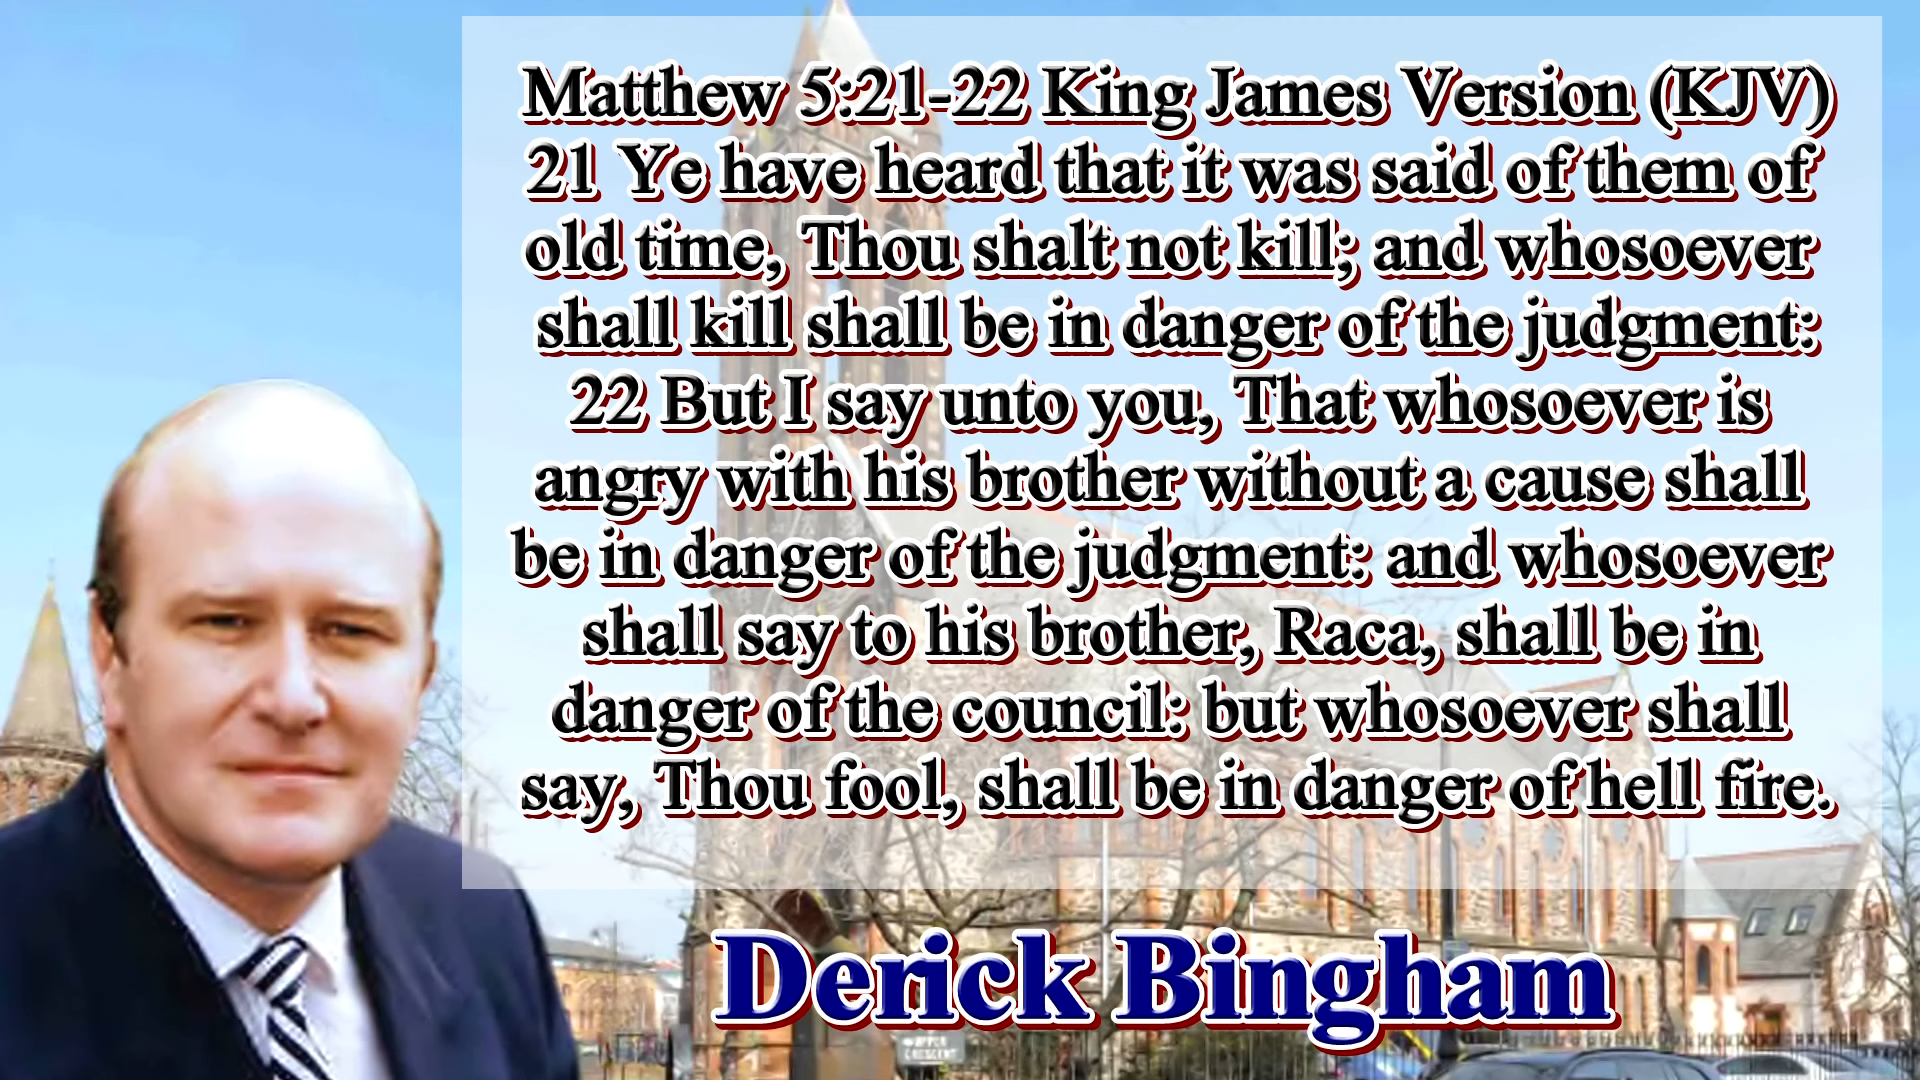 Matthew 5:21-22 King James Version (KJV)
21 Ye have heard that it was said of them of
old time, Thou shalt not kill; and whosoever
shall kill shall be in danger of the judgment:
22 But I say unto you, That whosoever is
angry with his brother without a cause shall
be in danger of the judgment: and whosoever
shall say to his brother, Raca, shall be in
danger of the council: but whosoever shall
say, Thou fool, shall be in danger of hell fire.
Derick Bingham
UPPER
CRESCENT